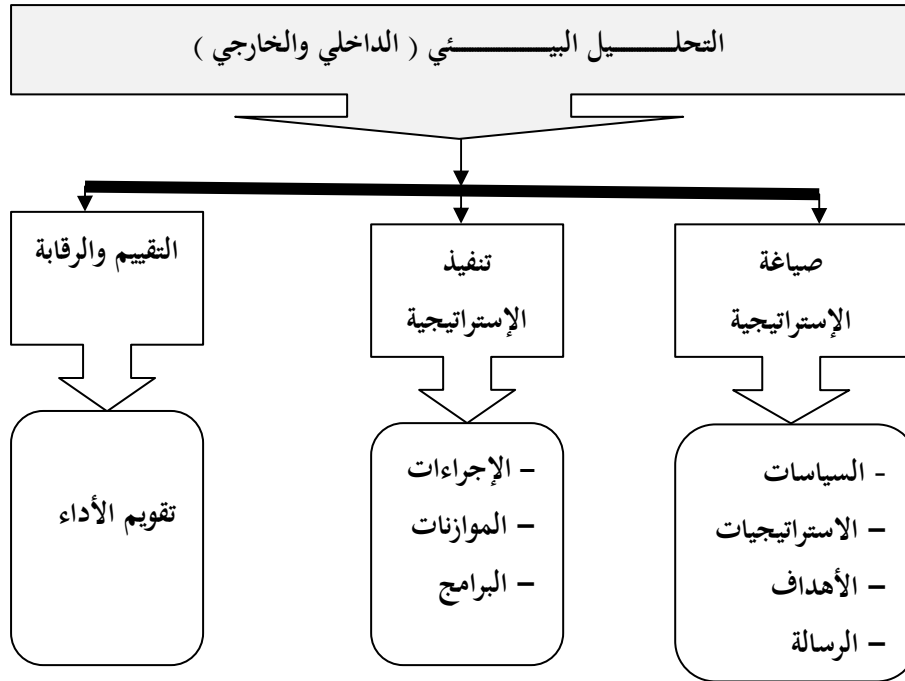 التحليل البيئي ( الداخلي والخارجي )
صياغة
الإستراتيجية
تنفيذ
الإستراتيجية
التقييم والرقابة
- السياسات
– الاستراتيجيات
– الأهداف
– الرسالة
– الإجراءات
– الموازنات
– البرامج
تقويم الأداء